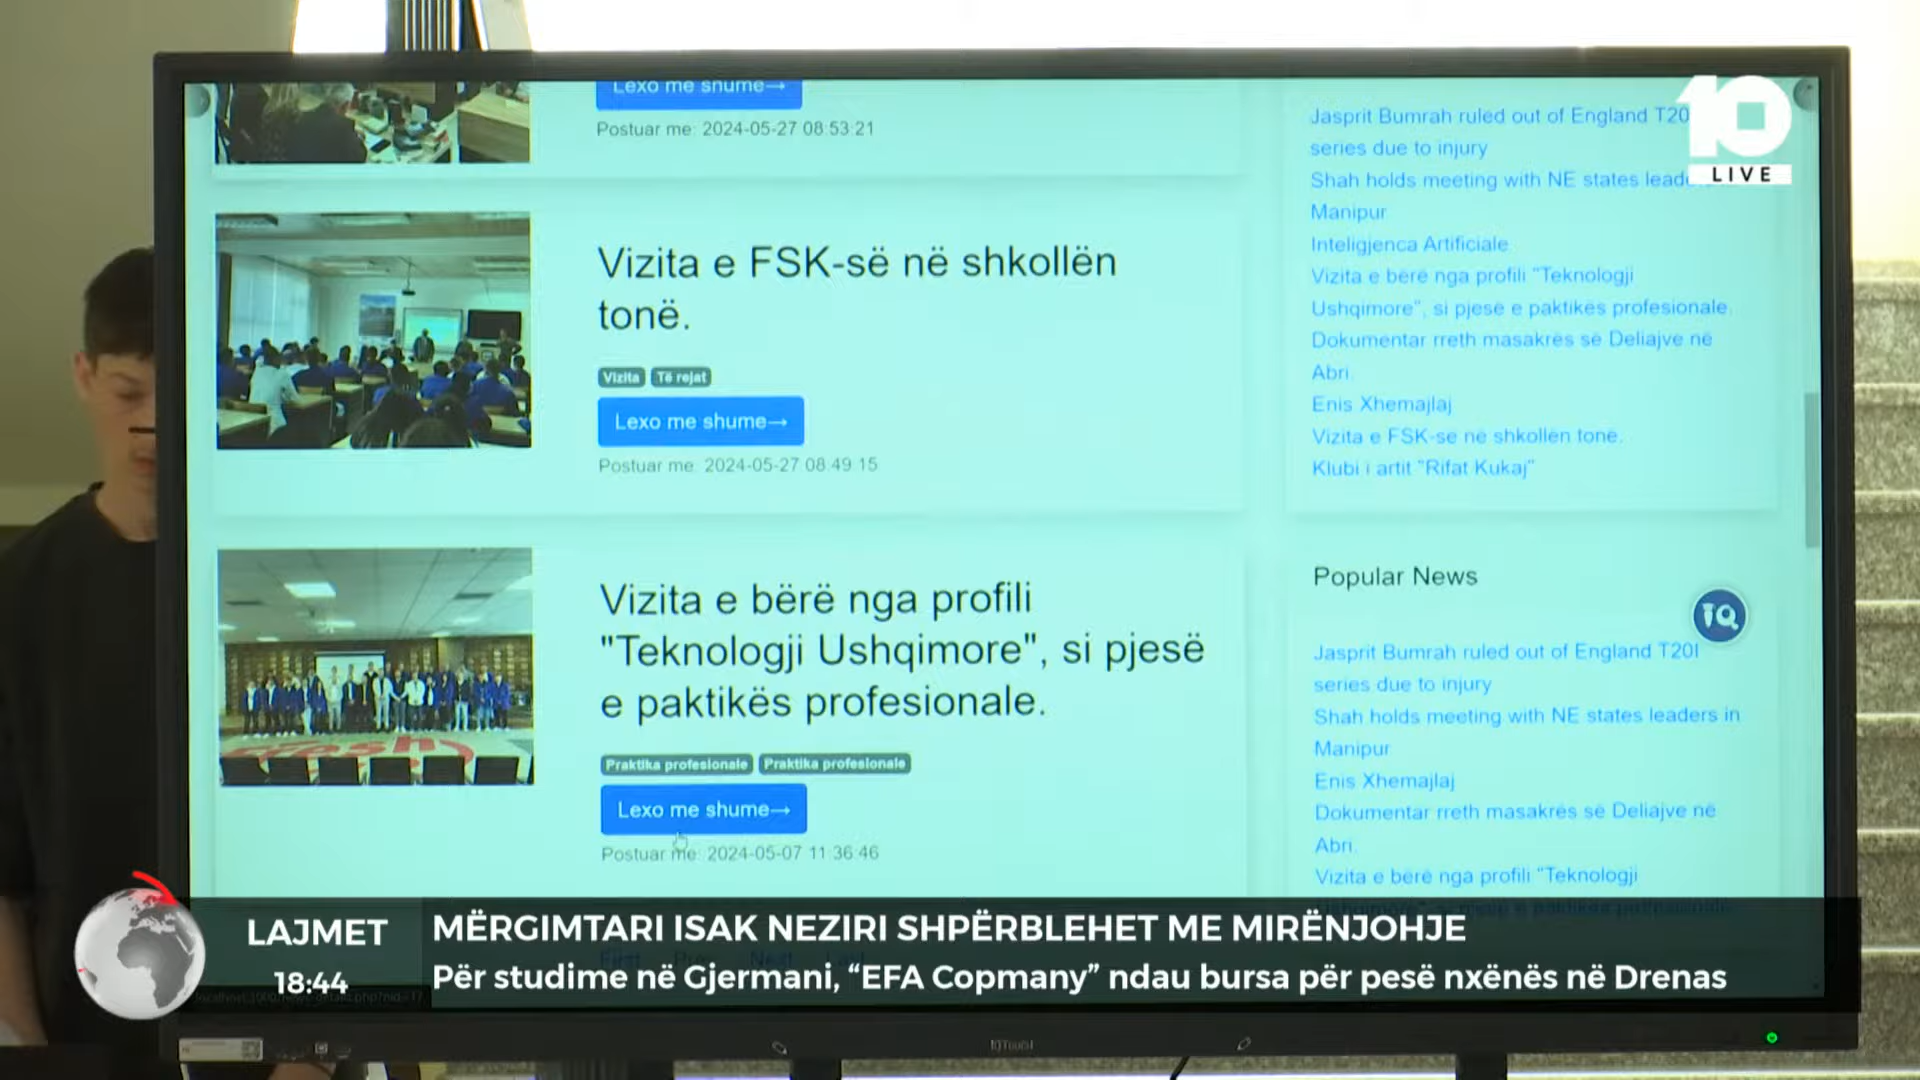 Lexo me shume→
Postuar me: 2024-05-27 08:53:21
Vizita e FSK-së në shkollën
tonë.
Vizita Të rejat
Lexo me shume→
Postuar me: 2024-05-27 08:49:15
Vizita e bërë nga profili
"Teknologji Ushqimore", si pjesë
e paktikës profesionale.
Praktika profesionale Praktika profesionale
Lexo me shume→
Postuar me: 2024-05-07 11:36:46
Jasprit Bumrah ruled out of England T20
series due to injury
Shah holds meeting with NE states
Manipur
Inteligjenca Artificiale
Vizita e bërë nga profili "Teknologji
Ushqimore", si pjesë e paktikës profesionale.
Dokumentar rreth masakrës së Deliajve në
Abri.
Enis Xhemajlaj
Vizita e FSK-së në shkollën tonë.
Klubi i artit "Rifat Kukaj"
Popular News
Jasprit Bumrah ruled out of England T20I
series due to injury
Shah holds meeting with NE states leaders in
Manipur
Enis Xhemajlaj
Dokumentar rreth masakrës së Deliajve në
Abri.
Vizita e bërë nga profili "Teknologji
10
LIVE
IQ
LAJMET
18:44
MËRGIMTARI ISAK NEZIRI SHPËRBLEHET ME MIRËNJOHJE
Për studime në Gjermani, “EFA Copmany” ndau bursa për pesë nxënës në Drenas
IQTouch